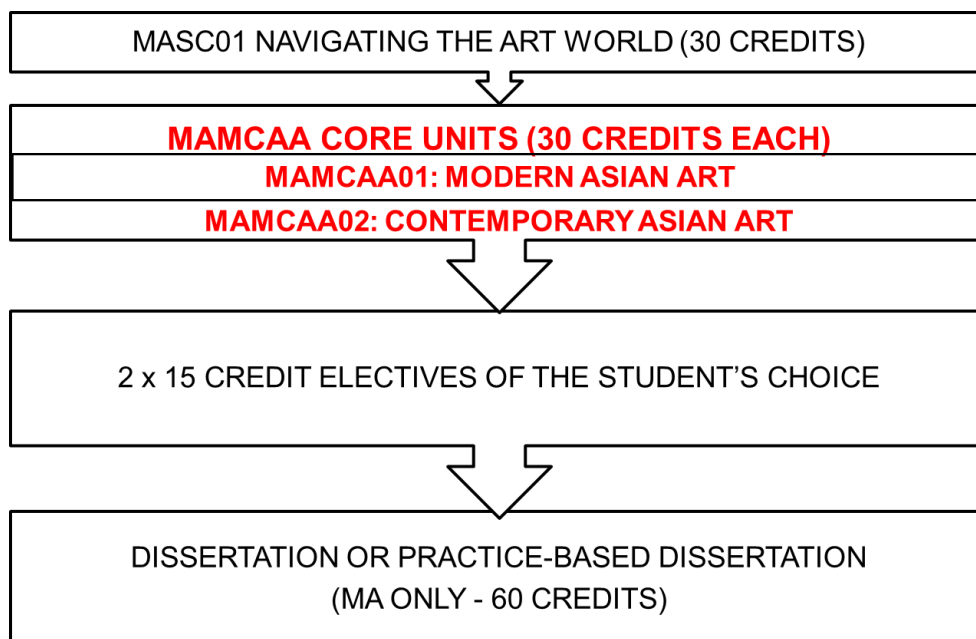 MASC01 NAVIGATING THE ART WORLD (30 CREDITS)
MAMCAA CORE UNITS (30 CREDITS EACH)
MAMCAA01: MODERN ASIAN ART
MAMCAA02: CONTEMPORARY ASIAN ART
2 x 15 CREDIT ELECTIVES OF THE STUDENT’S CHOICE
DISSERTATION OR PRACTICE-BASED DISSERTATION
(MA ONLY - 60 CREDITS)